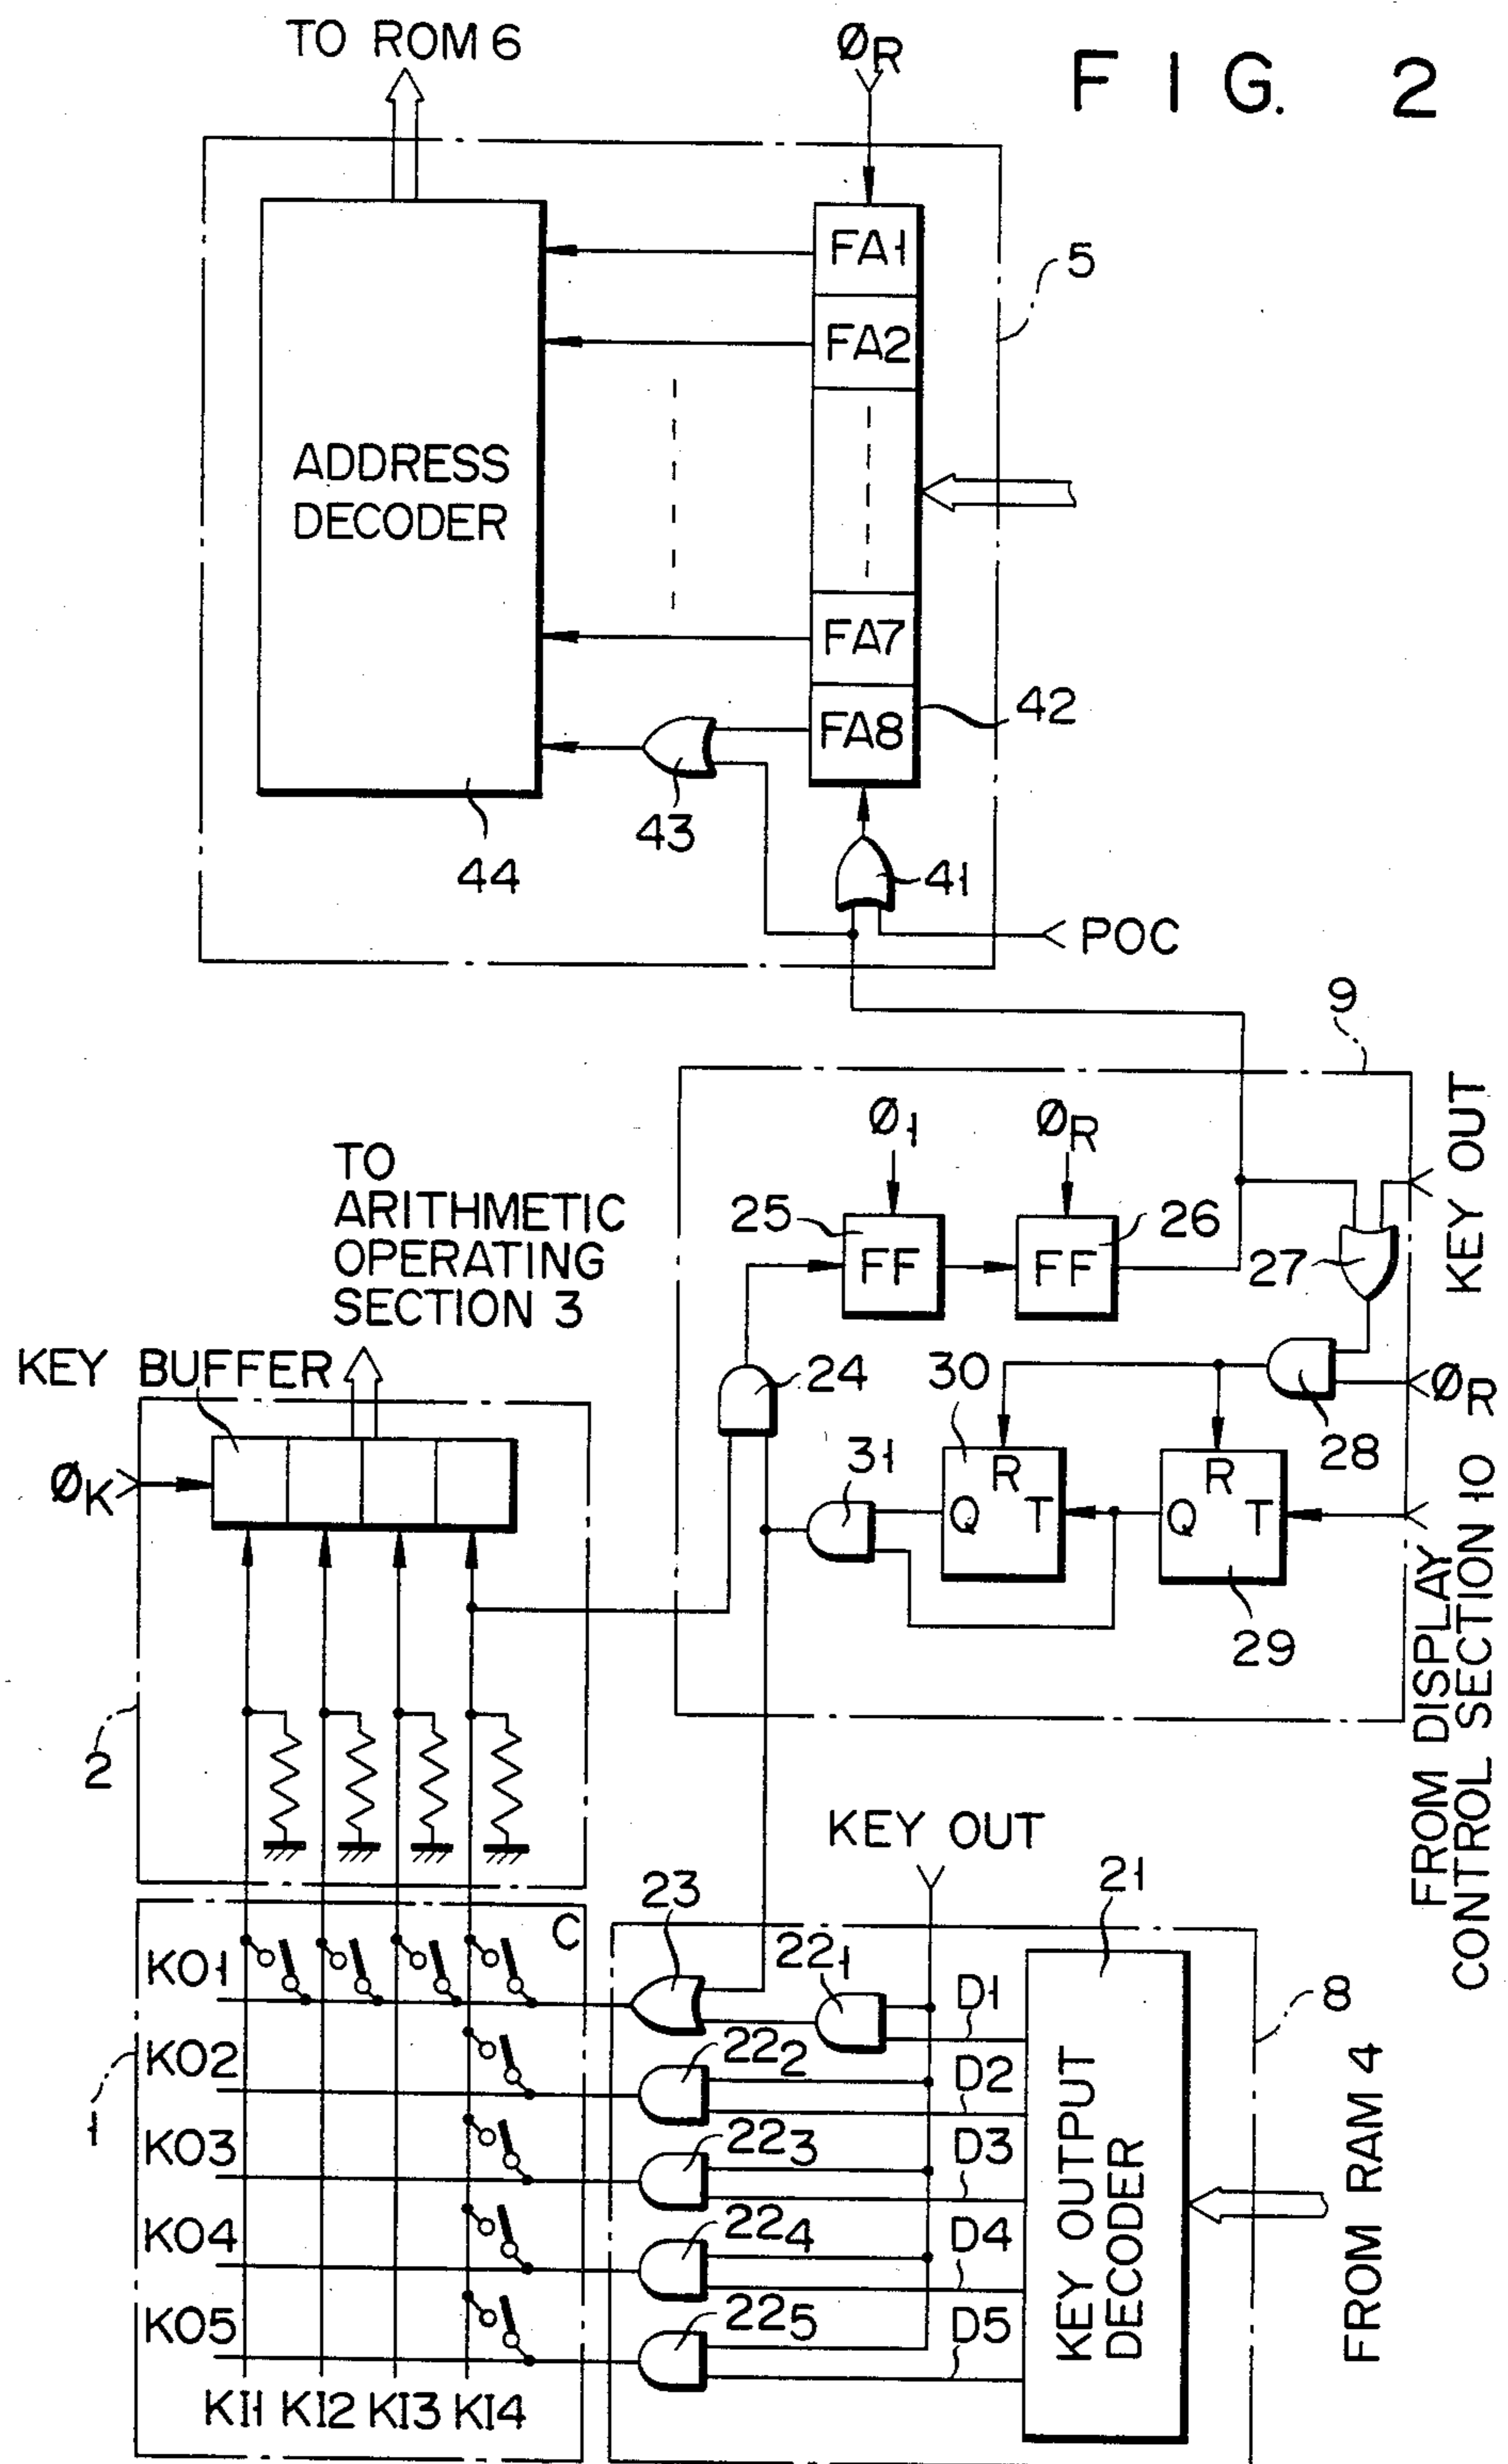 TO ROM 6
ØR
FIG. 2
FA1
5
FA2
ADDRESS
DECODER
FA7
42
FA8
43
44
41
POC
9
KEY OUT
Ø1
ØR
TO
ARITHMETIC
OPERATING
SECTION 3
25
FF
26
FF
27
KEY BUFFER
24
30
ØR
28
ØK
31
R
Q
T
R
Q
T
29
FROM DISPLAY
CONTROL SECTION 10
2
KEY OUT
21
23
C
221
KO1
D1
8
KO2
222
D2
1
KO3
223
D3
KEY OUTPUT
DECODER
FROM RAM 4
KO4
224
D4
KO5
225
D5
KI1 KI2 KI3 KI4